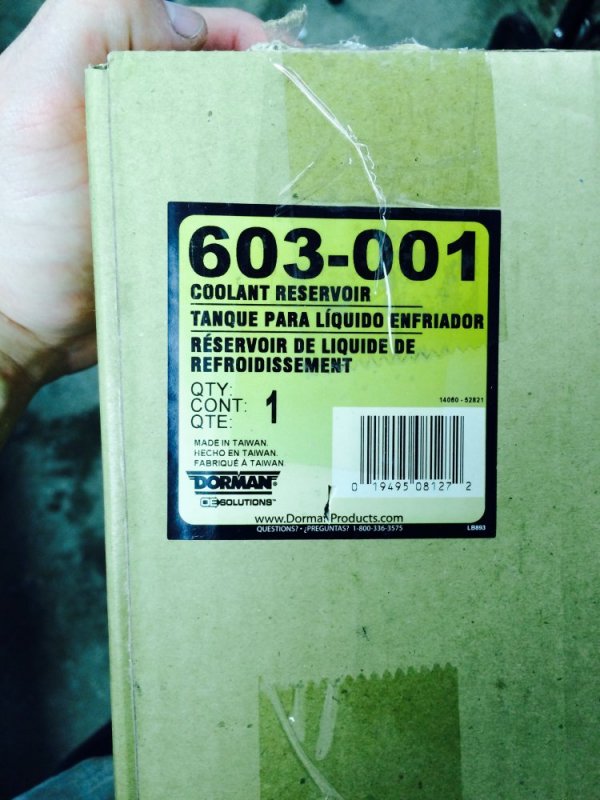 603-001
COOLANT RESERVOIR
TANQUE PARA LÍQUIDO ENFRIADOR
RÉSERVOIR DE LIQUIDE DE
REFROIDISSEMENT
QTY:
CONT: 1
QTE:
14060 - 52821
MADE IN TAIWAN.
HECHO EN TAIWAN.
FABRIQUÉ À TAIWAN
DORMAN®
OE SOLUTIONS™
0 19495 08127 2
www.DormanProducts.com
QUESTIONS? • ¿PREGUNTAS? 1-800-336-3575
LB893